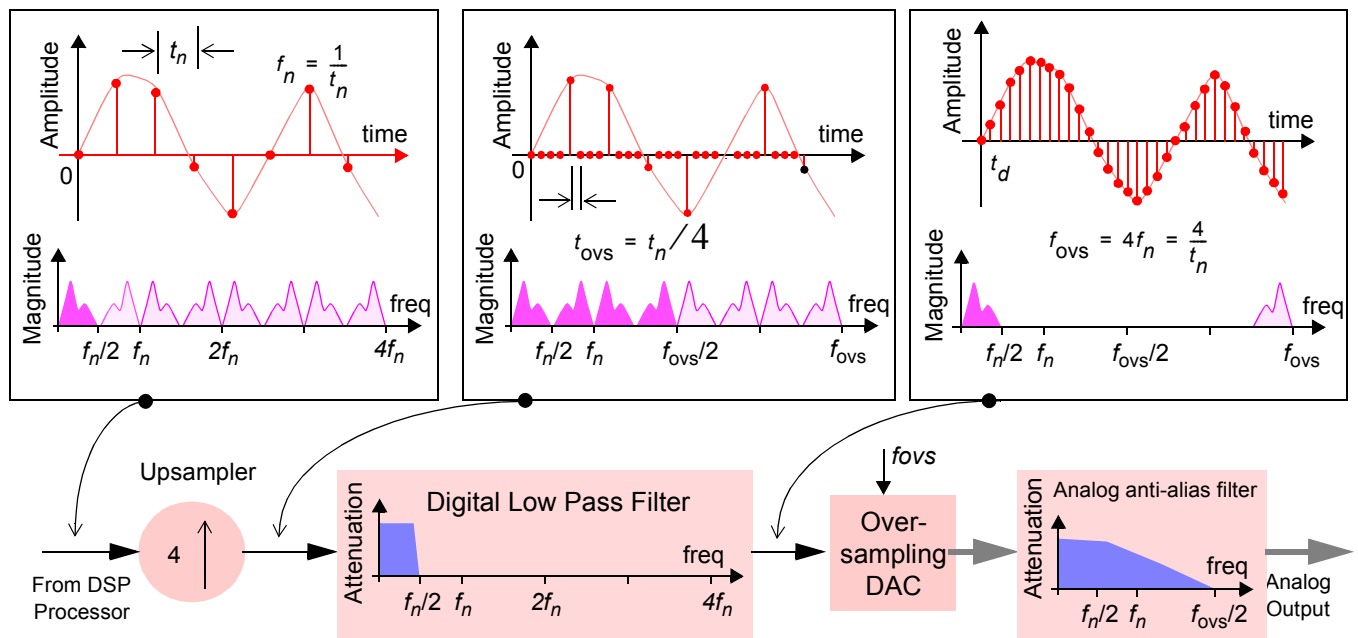 Amplitude
t_n
f_n = 1/t_n
time
0
Magnitude
freq
f_n/2 f_n 2f_n 4f_n
Amplitude
time
0
t_ovs = t_n/4
Magnitude
freq
f_n/2 f_n f_ovs/2 f_ovs
Amplitude
time
t_d
f_ovs = 4f_n = 4/t_n
Magnitude
freq
f_n/2 f_n f_ovs/2 f_ovs
Upsampler
4
From DSP
Processor
Digital Low Pass Filter
Attenuation
freq
f_n/2 f_n 2f_n 4f_n
fovs
Over-
sampling
DAC
Analog anti-alias filter
Attenuation
freq
f_n/2 f_n f_ovs/2
Analog
Output